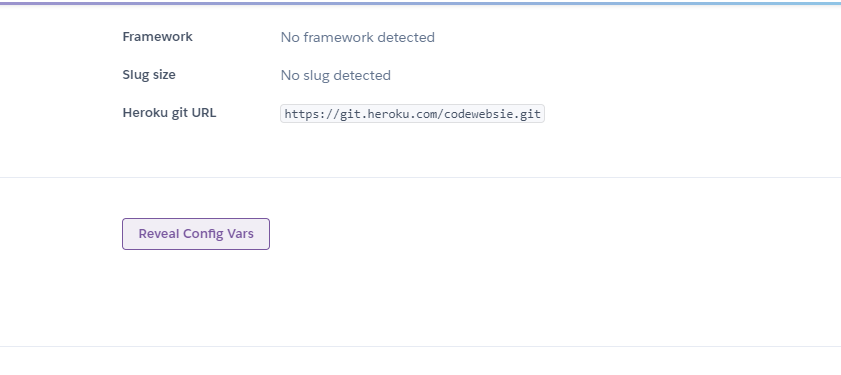 Framework No framework detected
Slug size No slug detected
Heroku git URL https://git.heroku.com/codewebsie.git
Reveal Config Vars